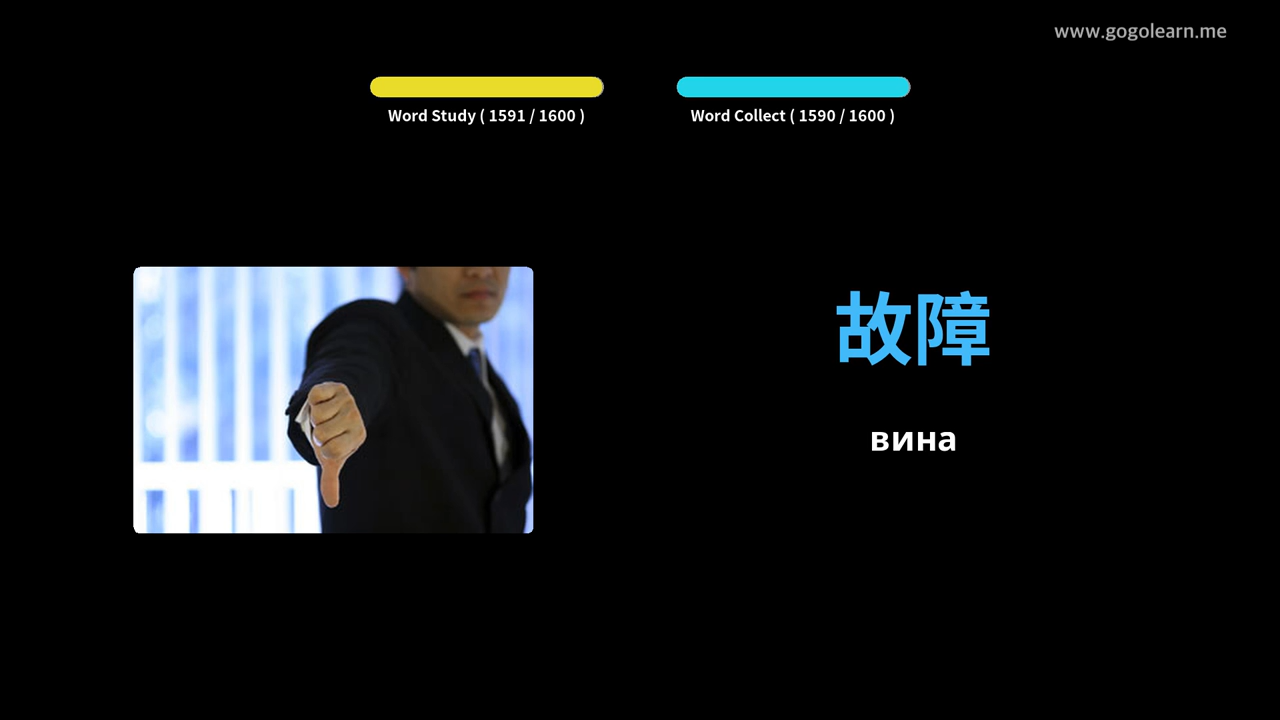 www.gogolearn.me
Word Study ( 1591 / 1600 )
Word Collect ( 1590 / 1600 )
故障
вина